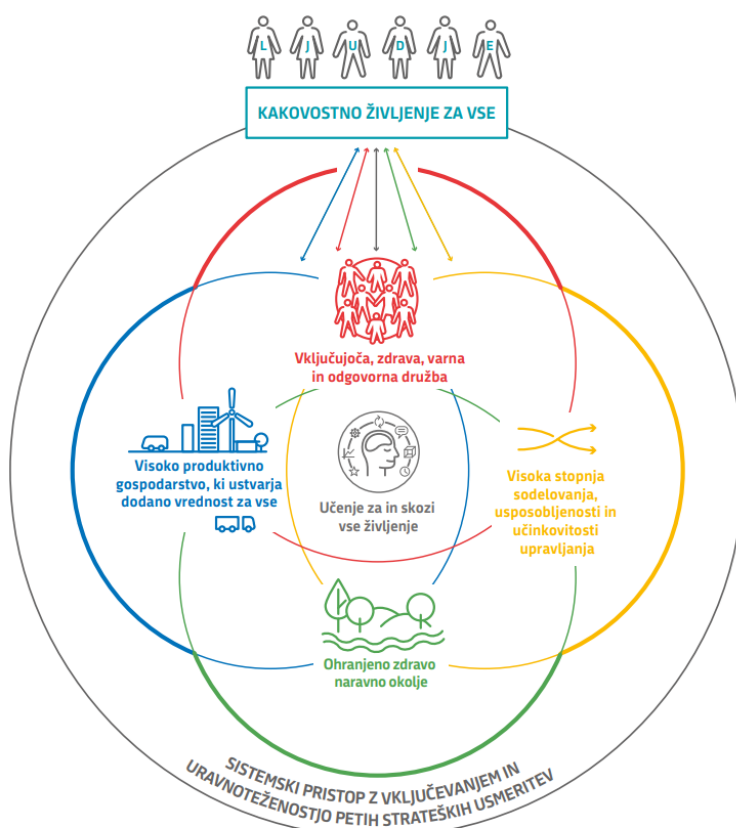 L J U D J E
KAKOVOSTNO ŽIVLJENJE ZA VSE
Vključujoča, zdrava, varna
in odgovorna družba
Visoko produktivno
gospodarstvo, ki ustvarja
dodano vrednost za vse
Učenje za in skozi
vse življenje
Visoka stopnja
sodelovanja,
usposobljenosti in
učinkovitosti
upravljanja
Ohranjeno zdravo
naravno okolje
SISTEMSKI PRISTOP Z VKLJUČEVANJEM IN
URAVNOTEŽENOSTJO PETIH STRATEŠKIH USMERITEV